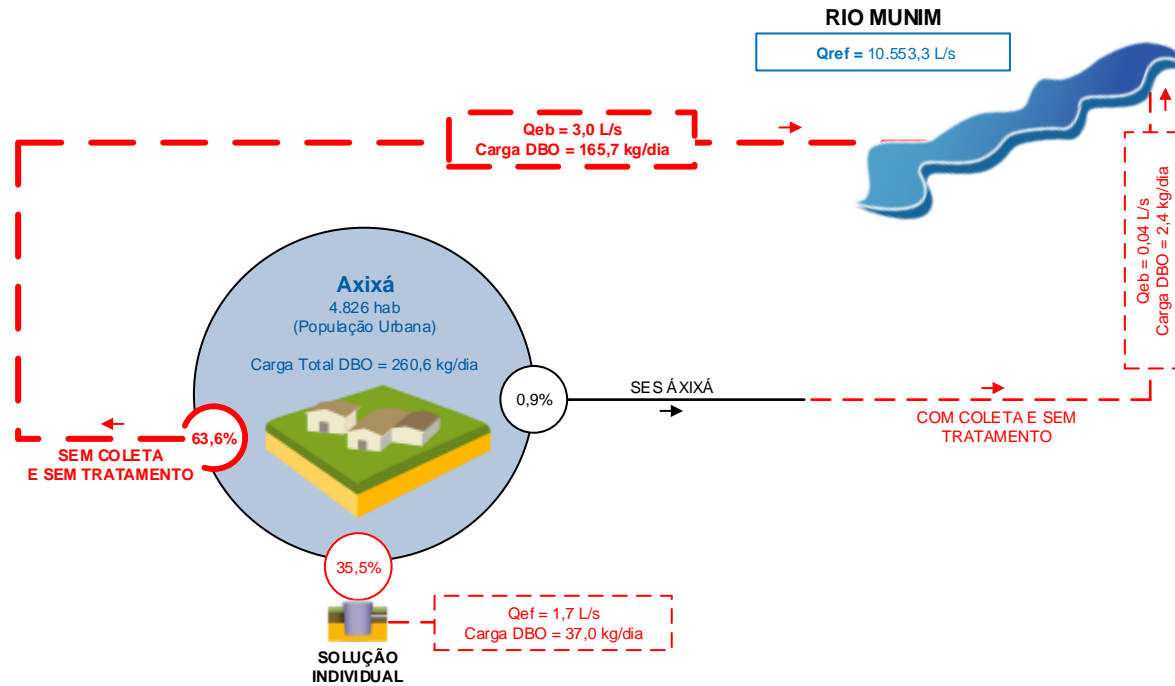 RIO MUNIM
Qref = 10.553,3 L/s
Qeb = 3,0 L/s
Carga DBO = 165,7 kg/dia
Qeb = 0,04 L/s
Carga DBO = 2,4 kg/dia
Axixá
4.826 hab
(População Urbana)
Carga Total DBO = 260,6 kg/dia
0,9%
SES ÁXIXÁ
COM COLETA E SEM
TRATAMENTO
63,6%
SEM COLETA
E SEM TRATAMENTO
35,5%
Qef = 1,7 L/s
Carga DBO = 37,0 kg/dia
SOLUÇÃO
INDIVIDUAL